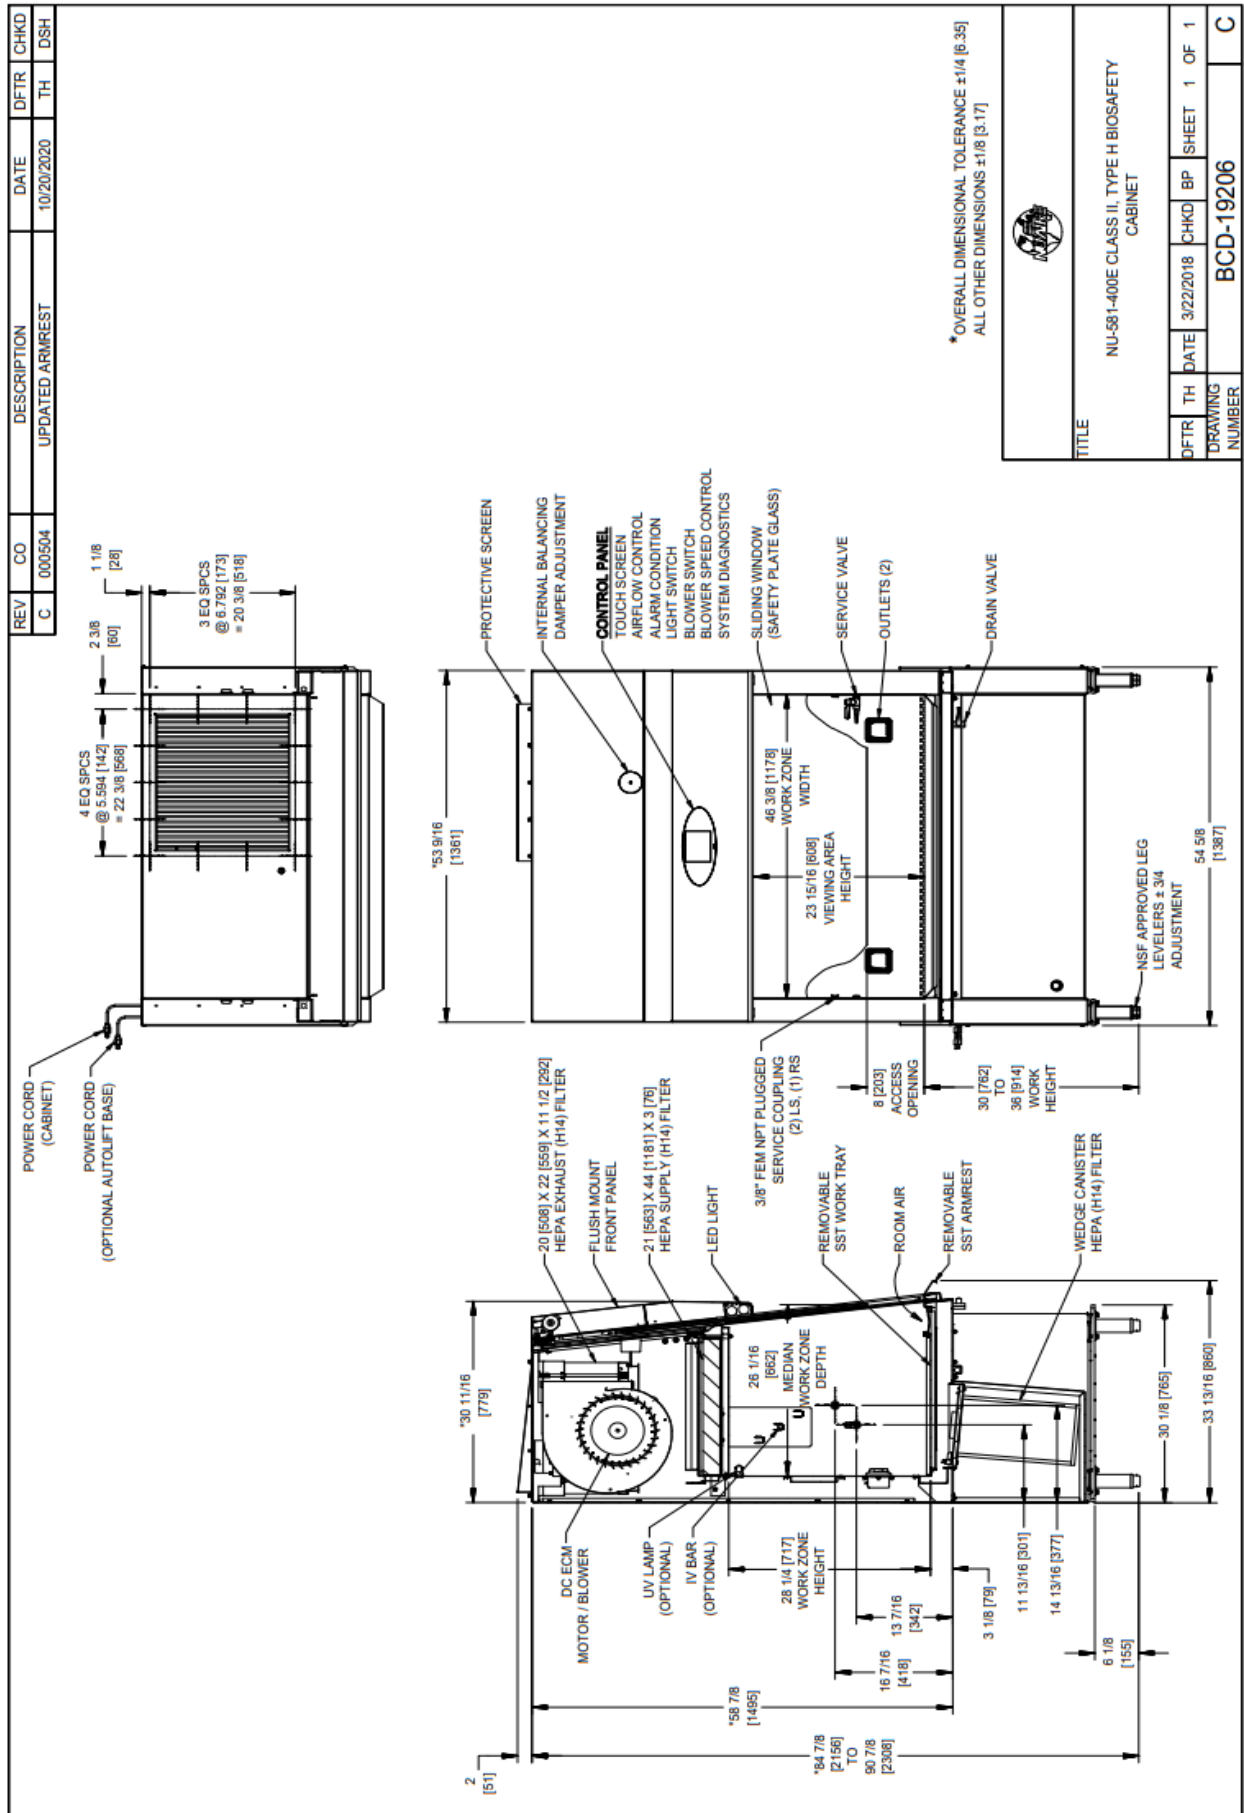 REV CO DESCRIPTION DATE DFTR CHKD
C 000504 UPDATED ARMREST 10/20/2020 TH DSH
POWER CORD
(CABINET)
POWER CORD
(OPTIONAL AUTOLIFT BASE)
4 EQ SPCS
@ 5.594 [142]
= 22 3/8 [568]
2 3/8
[60]
1 1/8
[28]
3 EQ SPCS
@ 6.792 [173]
= 20 3/8 [518]
2
[51]
*30 11/16
[779]
20 [508] X 22 [559] X 11 1/2 [292]
HEPA EXHAUST (H14) FILTER
FLUSH MOUNT
FRONT PANEL
21 [563] X 44 [1181] X 3 [76]
HEPA SUPPLY (H14) FILTER
LED LIGHT
DC ECM
MOTOR / BLOWER
UV LAMP
(OPTIONAL)
IV BAR
(OPTIONAL)
26 1/16
[662]
MEDIAN
WORK ZONE
DEPTH
28 1/4 [717]
WORK ZONE
HEIGHT
REMOVABLE
SST WORK TRAY
ROOM AIR
REMOVABLE
SST ARMREST
WEDGE CANISTER
HEPA (H14) FILTER
*58 7/8
[1495]
*84 7/8
[2156]
TO
90 7/8
[2308]
16 7/16
[418]
13 7/16
[342]
3 1/8 [79]
11 13/16 [301]
14 13/16 [377]
6 1/8
[155]
30 1/8 [765]
33 13/16 [860]
*53 9/16
[1361]
PROTECTIVE SCREEN
INTERNAL BALANCING
DAMPER ADJUSTMENT
CONTROL PANEL
TOUCH SCREEN
AIRFLOW CONTROL
ALARM CONDITION
LIGHT SWITCH
BLOWER SWITCH
BLOWER SPEED CONTROL
SYSTEM DIAGNOSTICS
SLIDING WINDOW
(SAFETY PLATE GLASS)
46 3/8 [1178]
WORK ZONE
WIDTH
23 15/16 [608]
VIEWING AREA
HEIGHT
SERVICE VALVE
OUTLETS (2)
3/8" FEM NPT PLUGGED
SERVICE COUPLING
(2) LS, (1) RS
8 [203]
ACCESS
OPENING
30 [762]
TO
36 [914]
WORK
HEIGHT
DRAIN VALVE
NSF APPROVED LEG
LEVELERS ± 3/4
ADJUSTMENT
54 5/8
[1387]
*OVERALL DIMENSIONAL TOLERANCE ±1/4 [6.35]
ALL OTHER DIMENSIONS ±1/8 [3.17]
TITLE
NU-581-400E CLASS II, TYPE H BIOSAFETY
CABINET
DFTR TH DATE 3/22/2018 CHKD BP SHEET 1 OF 1
DRAWING
NUMBER
BCD-19206 C